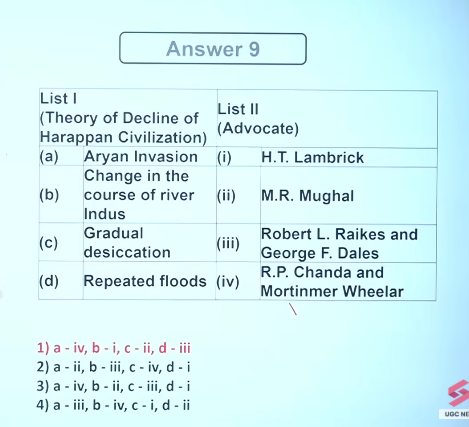 Answer 9
List I
(Theory of Decline of
Harappan Civilization)
List II
(Advocate)
(a) Aryan Invasion (i) H.T. Lambrick
(b) Change in the
course of river
Indus
(ii) M.R. Mughal
(c) Gradual
desiccation
(iii) Robert L. Raikes and
George F. Dales
(d) Repeated floods (iv) R.P. Chanda and
Mortinmer Wheelar
1) a - iv, b - i, c - ii, d - iii
2) a - ii, b - iii, c - iv, d - i
3) a - iv, b - ii, c - iii, d - i
4) a - iii, b - iv, c - i, d - ii
UGC NE